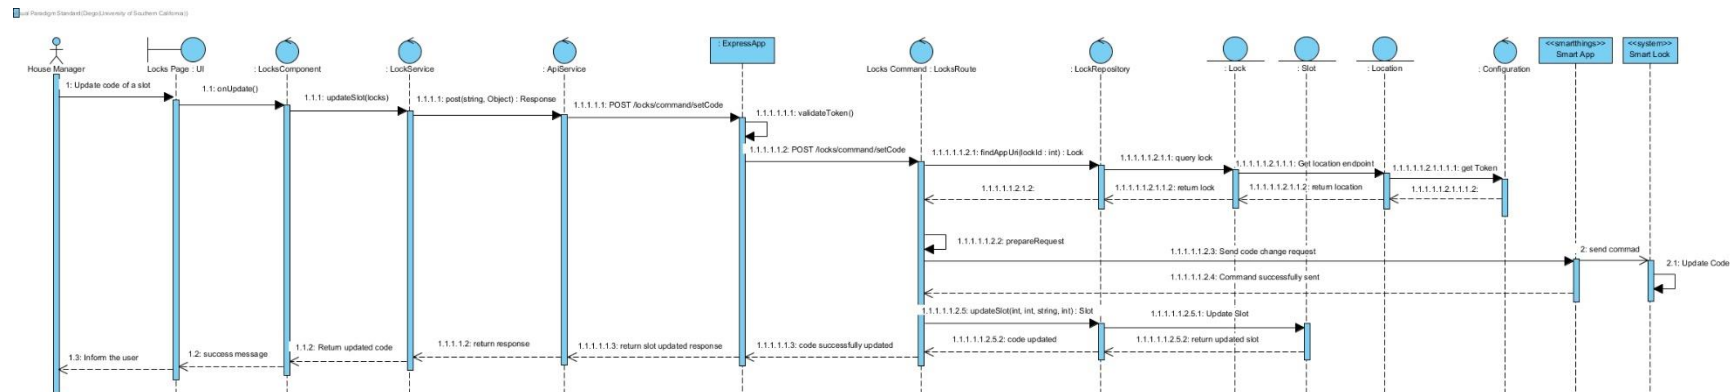 Visual Paradigm Standard(Diego(University of Southern California))
House Manager
Locks Page : UI
: LocksComponent
: LockService
: ApiService
: ExpressApp
Locks Command : LocksRoute
: LockRepository
: Lock
: Slot
: Location
: Configuration
<<smarthings>>
Smart App
<<system>>
Smart Lock
1: Update code of a slot
1.1: onUpdate()
1.1.1: updateSlot(locks)
1.1.1.1: post(string, Object) : Response
1.1.1.1.1: POST /locks/command/setCode
1.1.1.1.1.1: validateToken()
1.1.1.1.1.2: POST /locks/command/setCode
1.1.1.1.1.2.1: findAppUri(lockId : int) : Lock
1.1.1.1.1.2.1.1: query lock
1.1.1.1.1.2.1.1.1: Get location endpoint
1.1.1.1.1.2.1.1.1.1: get Token
1.1.1.1.1.2.1.2:
1.1.1.1.1.2.1.1.2: return lock
1.1.1.1.1.2.1.1.1.2: return location
1.1.1.1.1.2.1.1.1.2:
1.1.1.1.1.2.2: prepareRequest
1.1.1.1.1.2.3: Send code change request
2: send commad
2.1: Update Code
1.1.1.1.1.2.4: Command successfully sent
1.1.1.1.1.2.5: updateSlot(int, int, string, int) : Slot
1.1.1.1.1.2.5.1: Update Slot
1.3: Inform the user
1.2: success message
1.1.2: Return updated code
1.1.1.1.2: return response
1.1.1.1.1.3: return slot updated response
1.1.1.1.1.3: code successfully updated
1.1.1.1.1.2.5.2: code updated
1.1.1.1.1.2.5.2: return updated slot